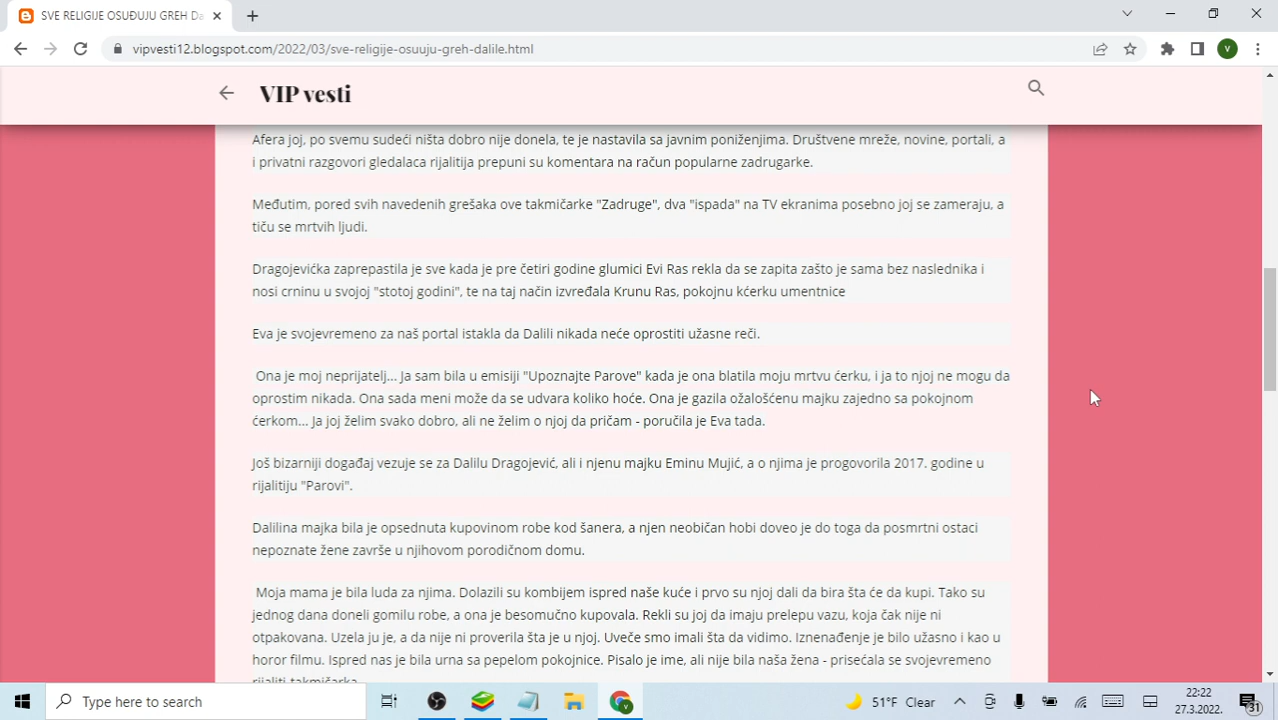 SVE RELIGIJE OSUĐUJU GREH Da
vipvesti12.blogspot.com/2022/03/sve-religije-osuuju-greh-dalile.html
V
VIP vesti
Afera joj, po svemu sudeći ništa dobro nije donela, te je nastavila sa javnim poniženjima. Društvene mreže, novine, portali, a
i privatni razgovori gledalaca rijalitija prepuni su komentara na račun popularne zadrugarke.
Međutim, pored svih navedenih grešaka ove takmičarke "Zadruge", dva "ispada" na TV ekranima posebno joj se zameraju, a
tiču se mrtvih ljudi.
Dragojevićka zaprepastila je sve kada je pre četiri godine glumici Evi Ras rekla da se zapita zašto je sama bez naslednika i
nosi crninu u svojoj "stotoj godini", te na taj način izvređala Krunu Ras, pokojnu kćerku umentnice
Eva je svojevremeno za naš portal istakla da Dalili nikada neće oprostiti užasne reči.
Ona je moj neprijatelj... Ja sam bila u emisiji "Upoznajte Parove" kada je ona blatila moju mrtvu ćerku, i ja to njoj ne mogu da
oprostim nikada. Ona sada meni može da se udvara koliko hoće. Ona je gazila ožalošćenu majku zajedno sa pokojnom
ćerkom... Ja joj želim svako dobro, ali ne želim o njoj da pričam - poručila je Eva tada.
Još bizarniji događaj vezuje se za Dalilu Dragojević, ali i njenu majku Eminu Mujić, a o njima je progovorila 2017. godine u
rijalitiju "Parovi".
Dalilina majka bila je opsednuta kupovinom robe kod šanera, a njen neobičan hobi doveo je do toga da posmrtni ostaci
nepoznate žene završe u njihovom porodičnom domu.
Moja mama je bila luda za njima. Dolazili su kombijem ispred naše kuće i prvo su njoj dali da bira šta će da kupi. Tako su
jednog dana doneli gomilu robe, a ona je besomučno kupovala. Rekli su joj da imaju prelepu vazu, koja čak nije ni
otpakovana. Uzela ju je, a da nije ni proverila šta je u njoj. Uveče smo imali šta da vidimo. Iznenađenje je bilo užasno i kao u
horor filmu. Ispred nas je bila urna sa pepelom pokojnice. Pisalo je ime, ali nije bila naša žena - prisećala se svojevremeno
rijaliti takmičarka
Type here to search
51°F Clear
22:22
27.3.2022.
31